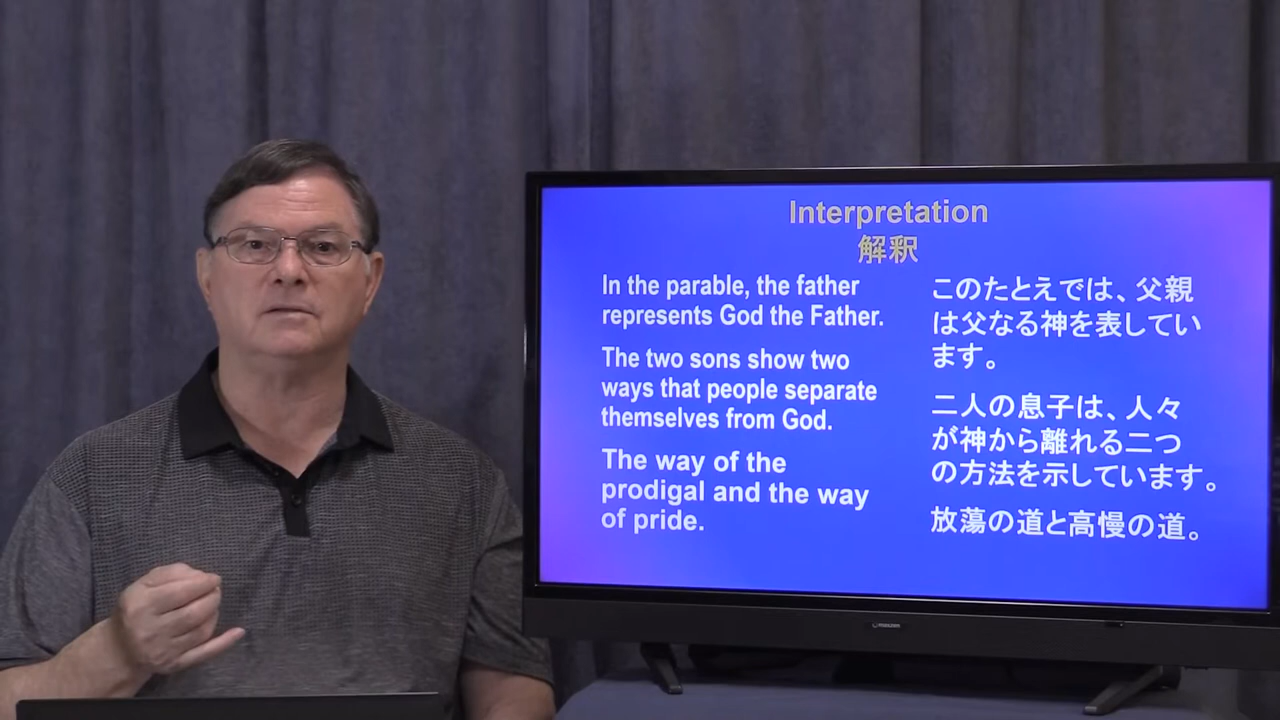 Interpretation
解釈
In the parable, the father
represents God the Father.
The two sons show two
ways that people separate
themselves from God.
The way of the
prodigal and the way
of pride.
このたとえでは、父親
は父なる神を表してい
ます。
二人の息子は、人々
が神から離れる二つ
の方法を示しています。
放蕩の道と高慢の道。